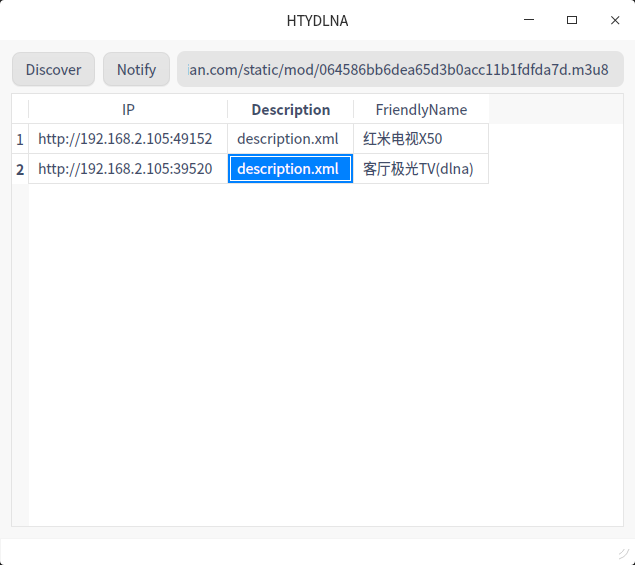 HTYDLNA
Discover Notify ian.com/static/mod/064586bb6dea65d3b0acc11b1fdfda7d.m3u8
IP Description FriendlyName
1 http://192.168.2.105:49152 description.xml 红米电视X50
2 http://192.168.2.105:39520 description.xml 客厅极光TV(dlna)